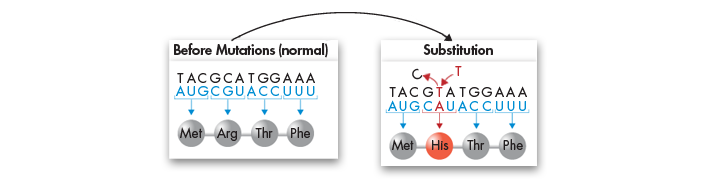 Before Mutations (normal)
TACGCATGGAAA
AUGCGUACCUUU
Met Arg Thr Phe
Substitution
C T
TACGTATGGAAA
AUGCAUACCUUU
Met His Thr Phe